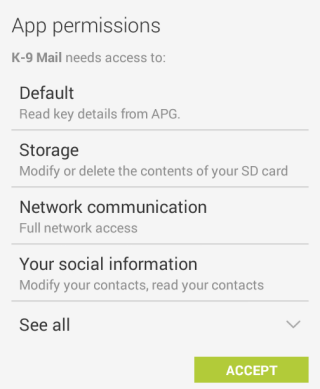 App permissions
K-9 Mail needs access to:
Default
Read key details from APG.
Storage
Modify or delete the contents of your SD card
Network communication
Full network access
Your social information
Modify your contacts, read your contacts
See all
ACCEPT